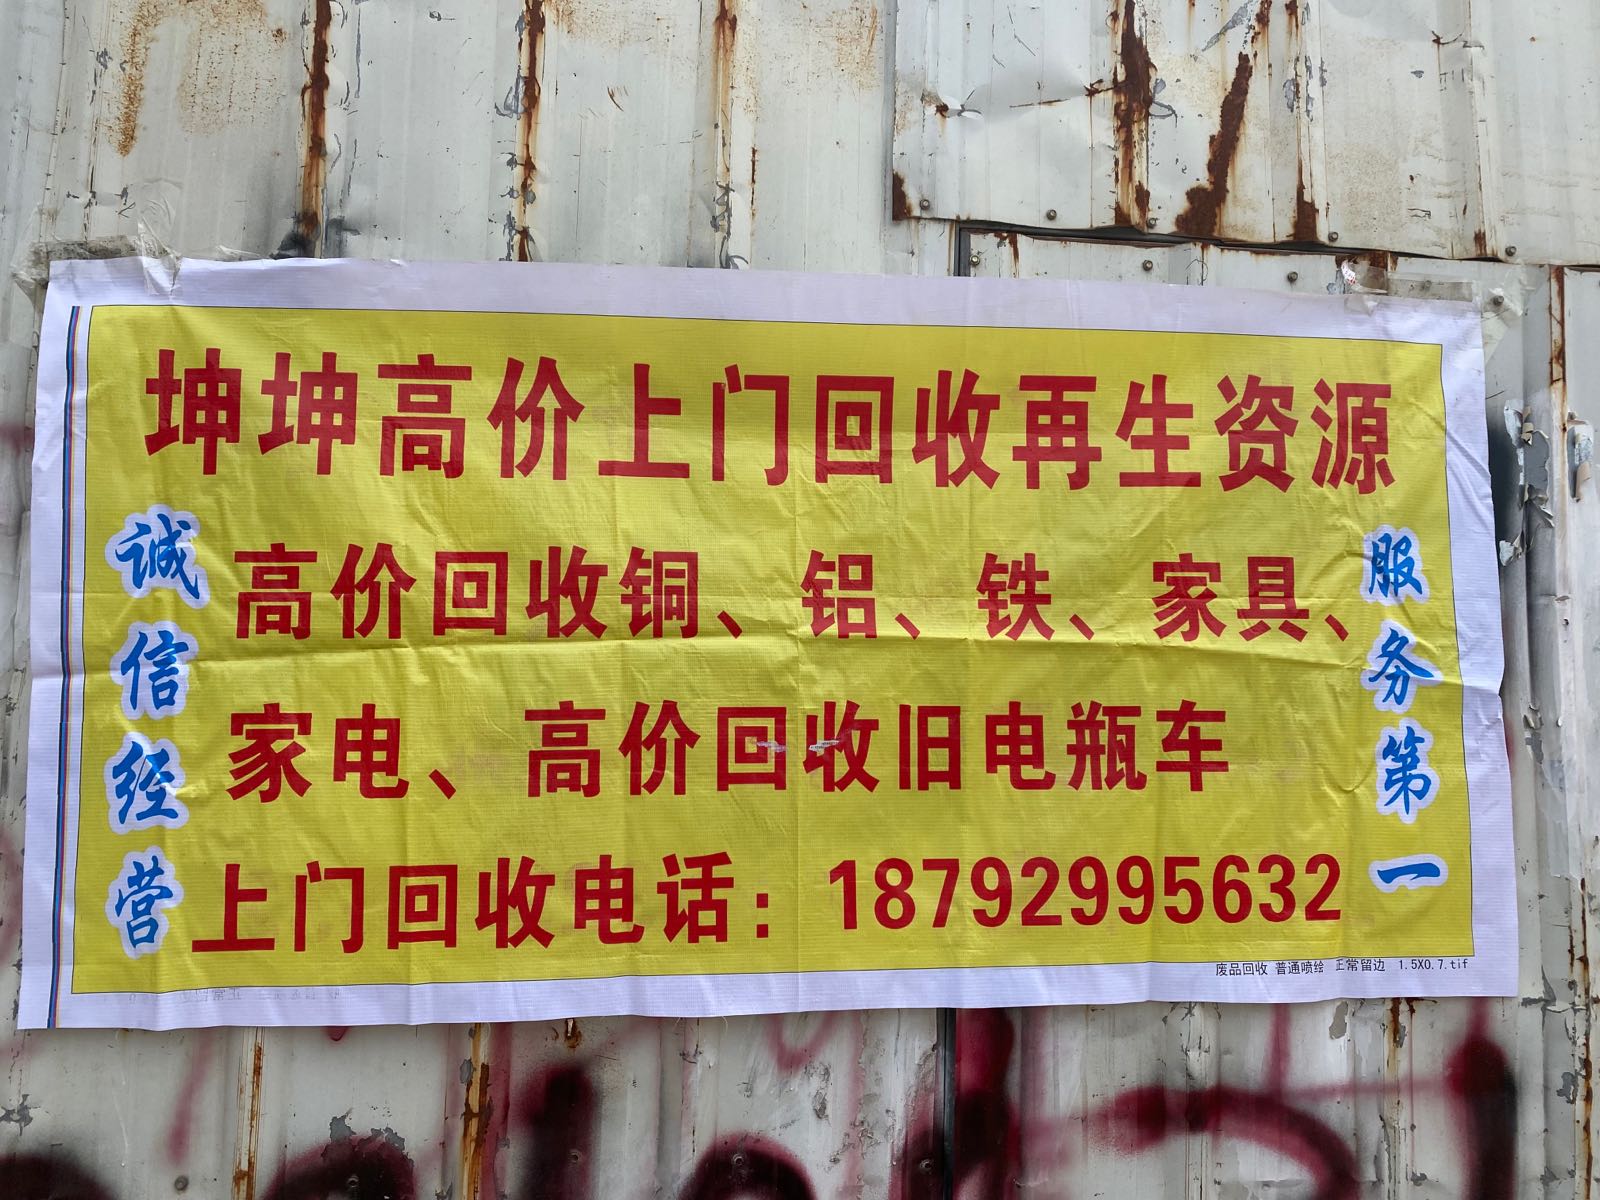 坤坤高价上门回收再生资源
诚信经营
高价回收铜、铝、铁、家具、
家电、高价回收旧电瓶车
上门回收电话：18792995632
服务第一
废品回收 普通喷绘 正常留边 1.5X0.7.tif